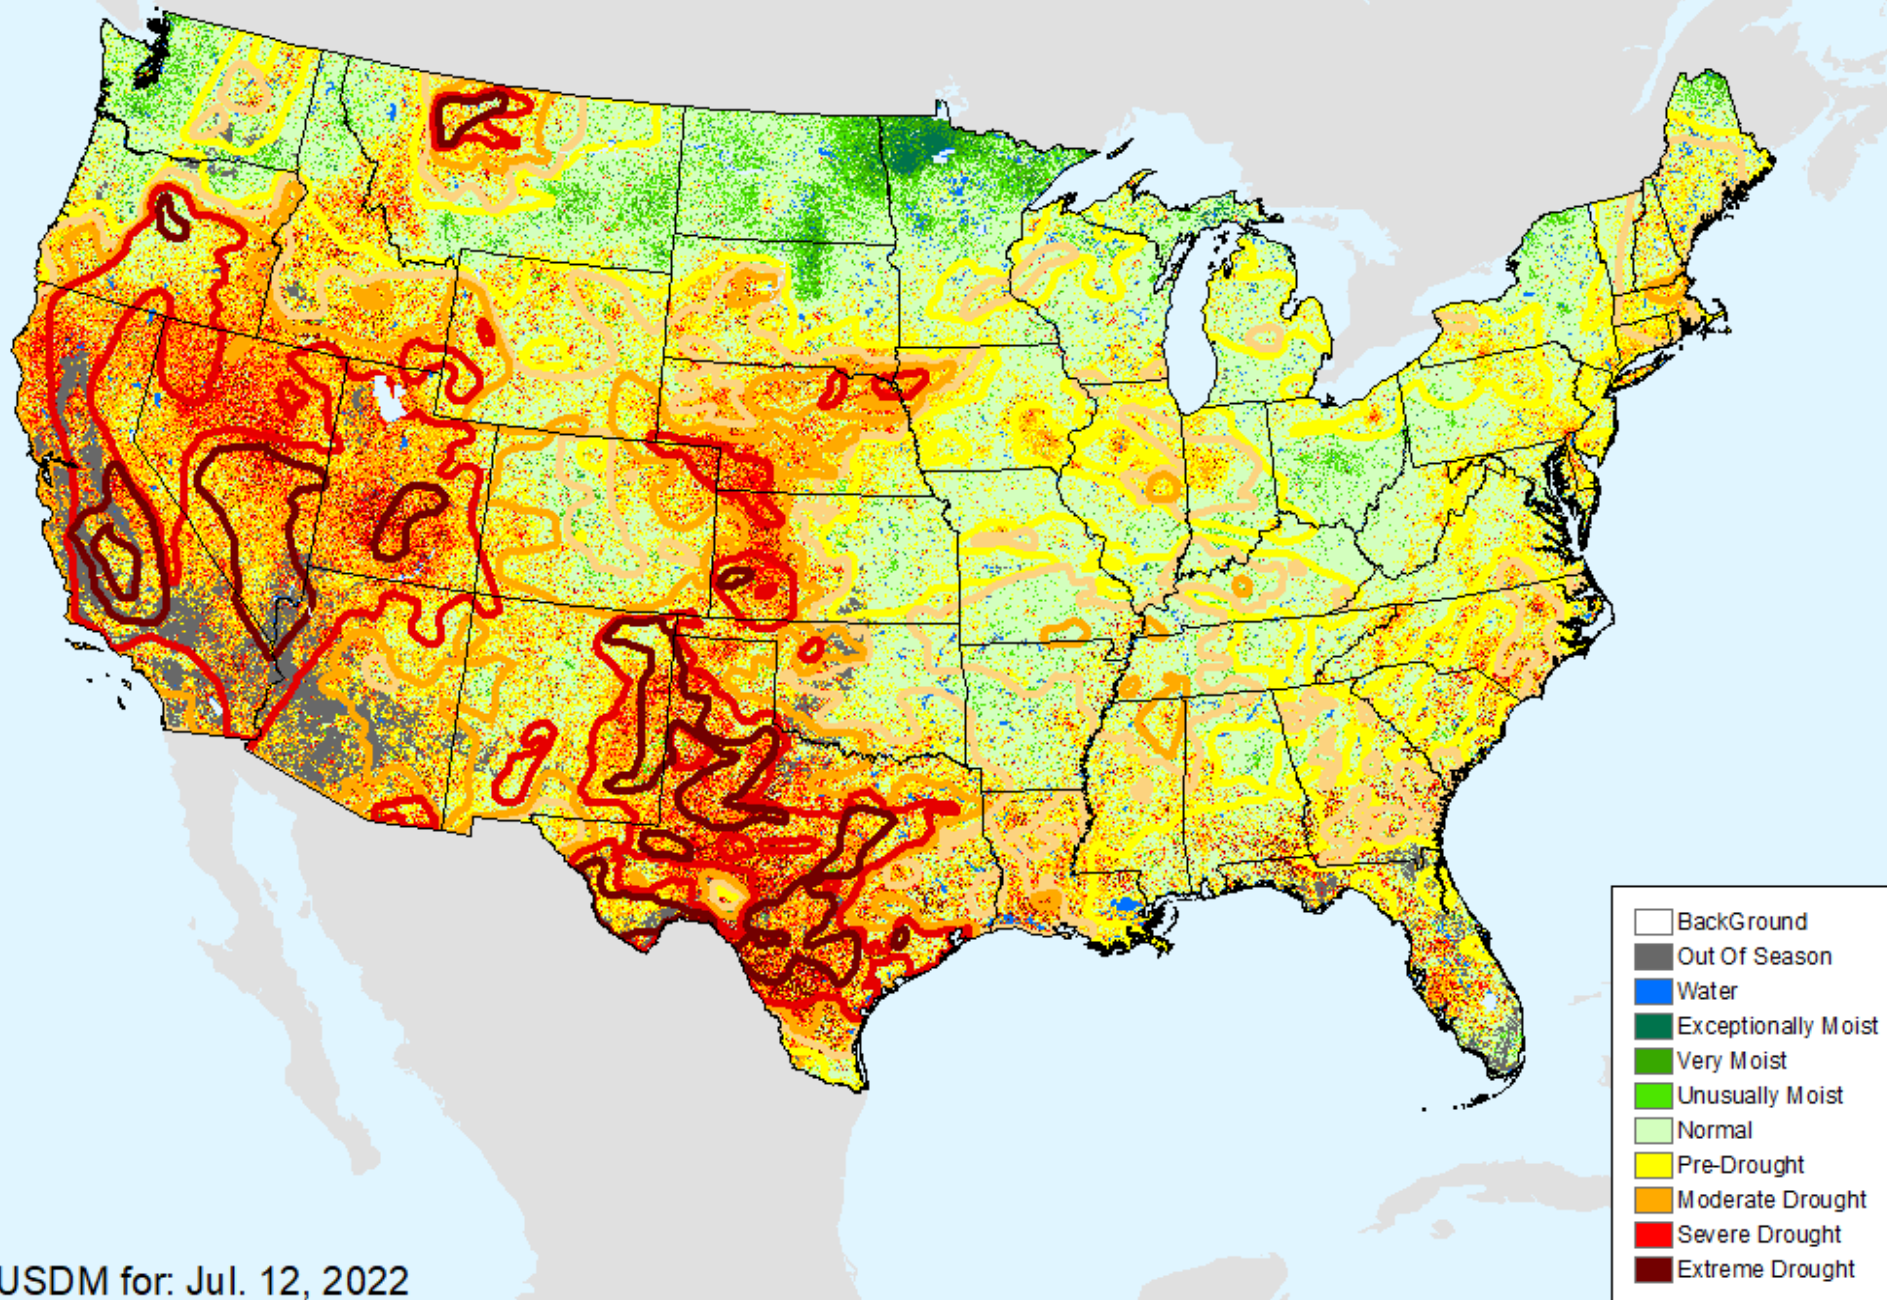 BackGround
Out Of Season
Water
Exceptionally Moist
Very Moist
Unusually Moist
Normal
Pre-Drought
Moderate Drought
Severe Drought
Extreme Drought
USDM for: Jul. 12, 2022